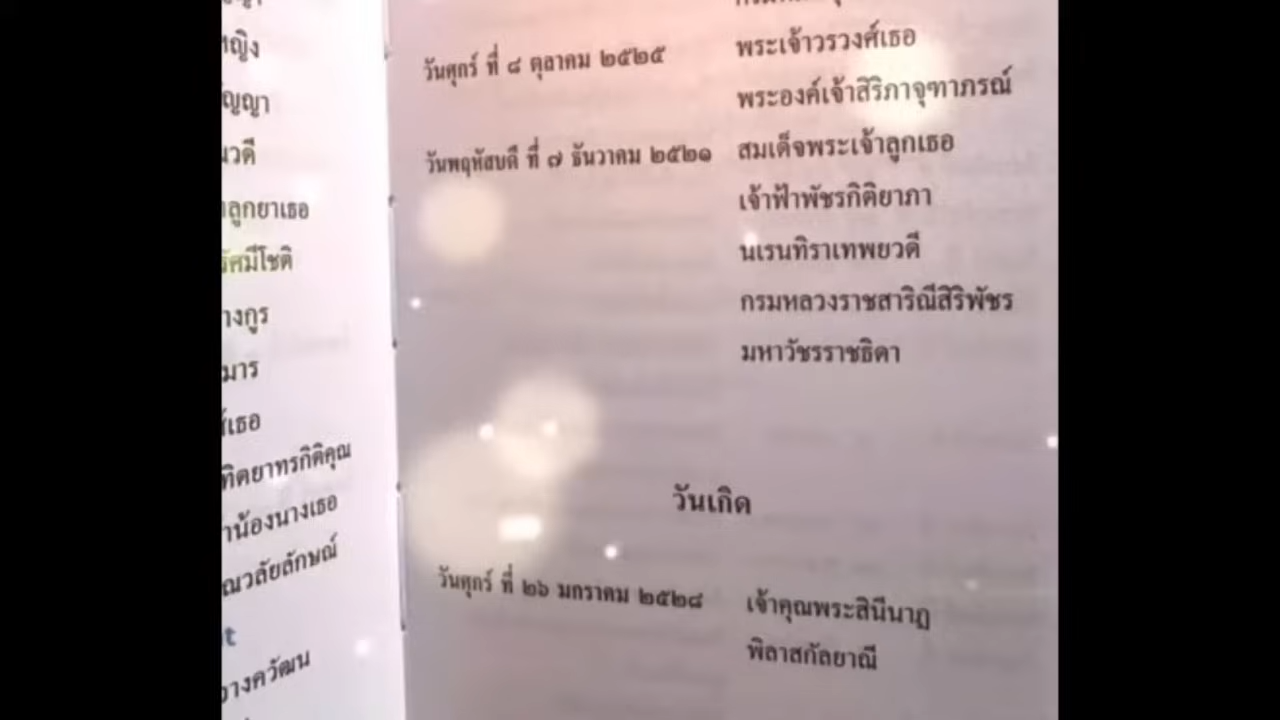 หญิง
ัญญา
วดี
ลูกยาเธอ
รัศมีโชติ
างกูร
มาร
์เธอ
ทิตยาทรกิติคุณ
าน้องนางเธอ
ณวลัยลักษณ์
างควัฒน
วันศุกร์ ที่ ๘ ตุลาคม ๒๕๒๕
พระเจ้าวรวงศ์เธอ
พระองค์เจ้าสิริภาจุฑาภรณ์
วันพฤหัสบดี ที่ ๗ ธันวาคม ๒๕๒๑
สมเด็จพระเจ้าลูกเธอ
เจ้าฟ้าพัชรกิติยาภา
นเรนทิราเทพยวดี
กรมหลวงราชสาริณีสิริพัชร
มหาวัชรราชธิดา
วันเกิด
วันศุกร์ ที่ ๒๖ มกราคม ๒๕๒๘
เจ้าคุณพระสินีนาฏ
พิลาสกัลยาณี